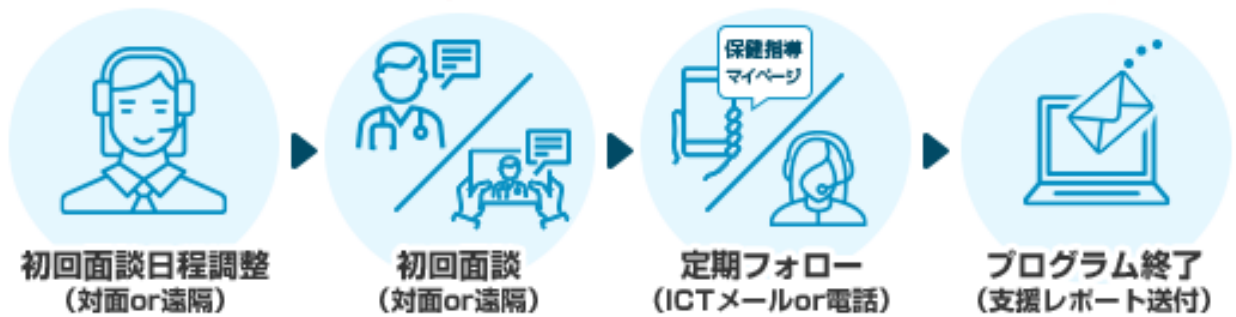 保健指導
マイページ
初回面談日程調整
（対面or遠隔）
初回面談
（対面or遠隔）
定期フォロー
（ICTメールor電話）
プログラム終了
（支援レポート送付）